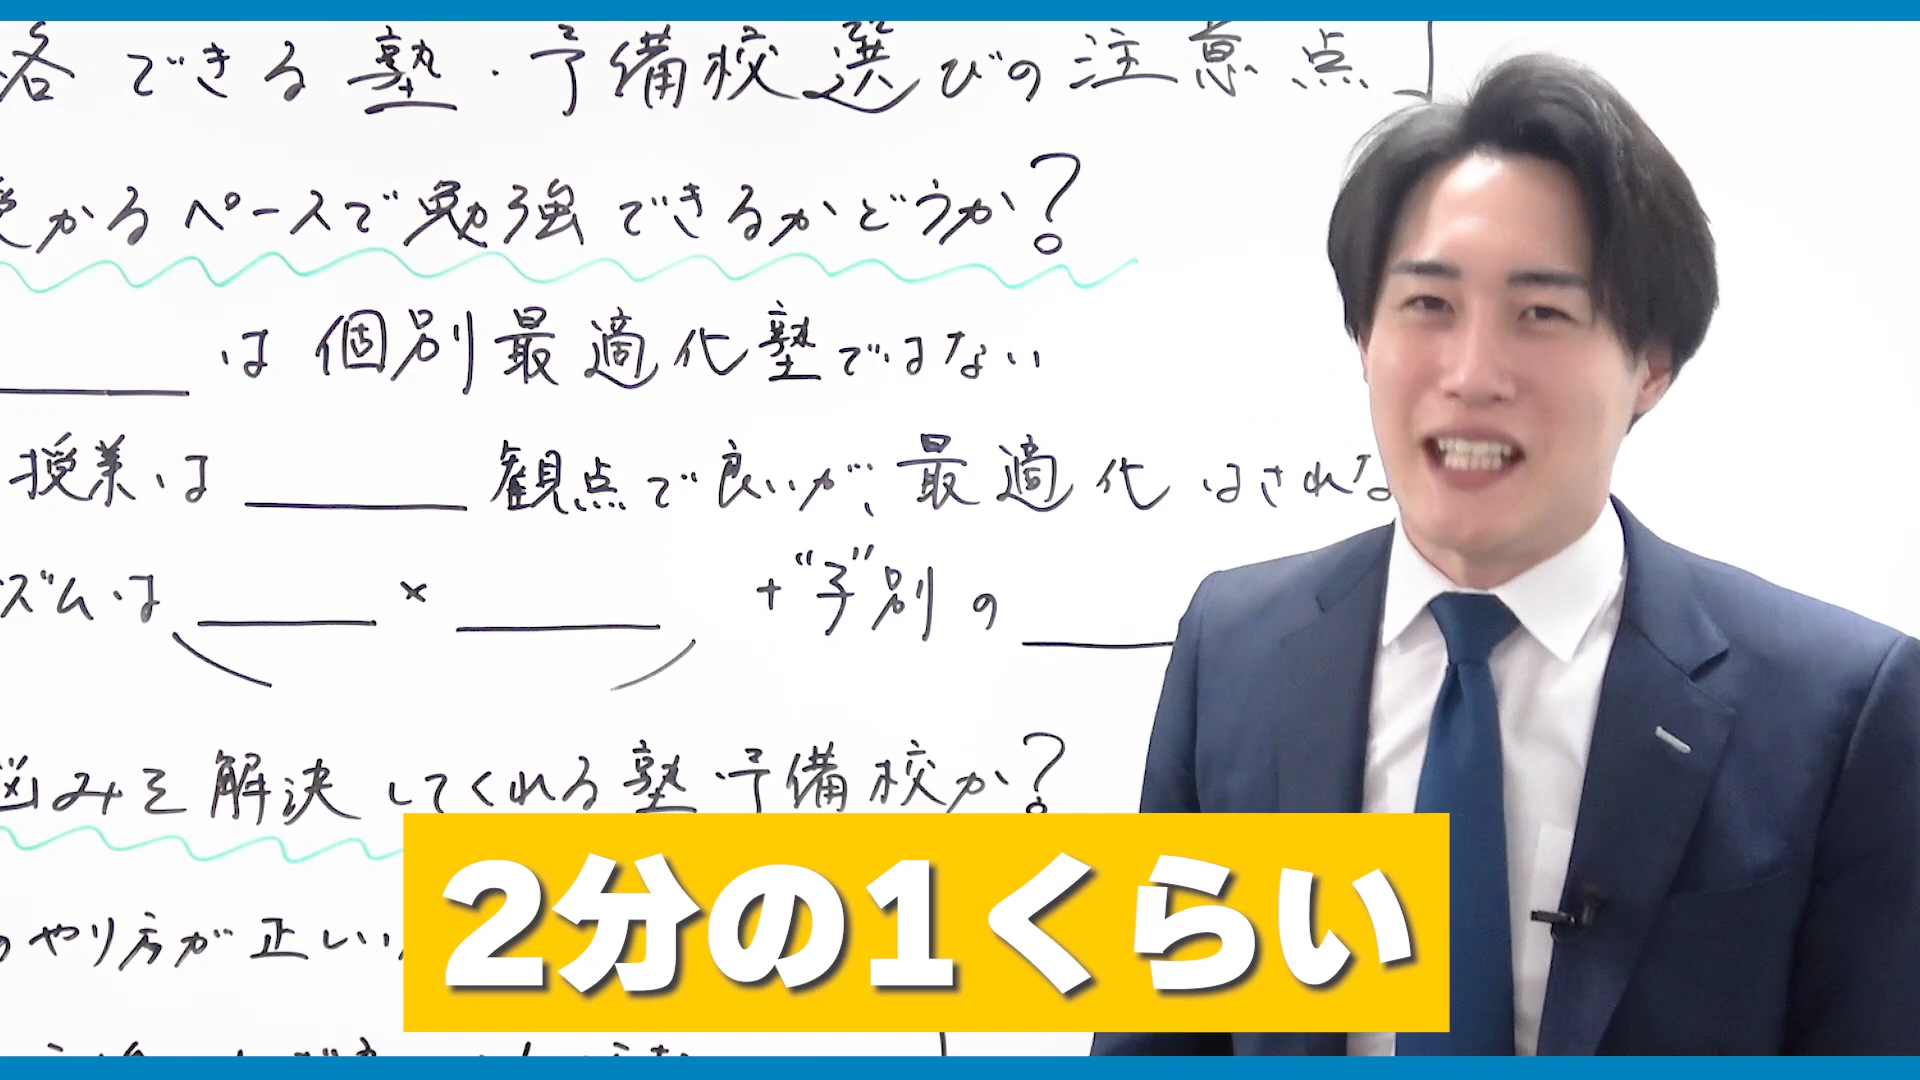 格できる塾・予備校選びの注意点」
受かるペースで勉強できるかどうか?
は個別最適化塾ではない
授業は 観点で良いが、最適化はされな
ズムは × +"子"別の
悩みを解決してくれる塾・予備校か?
のやり方が正しい
2分の1くらい